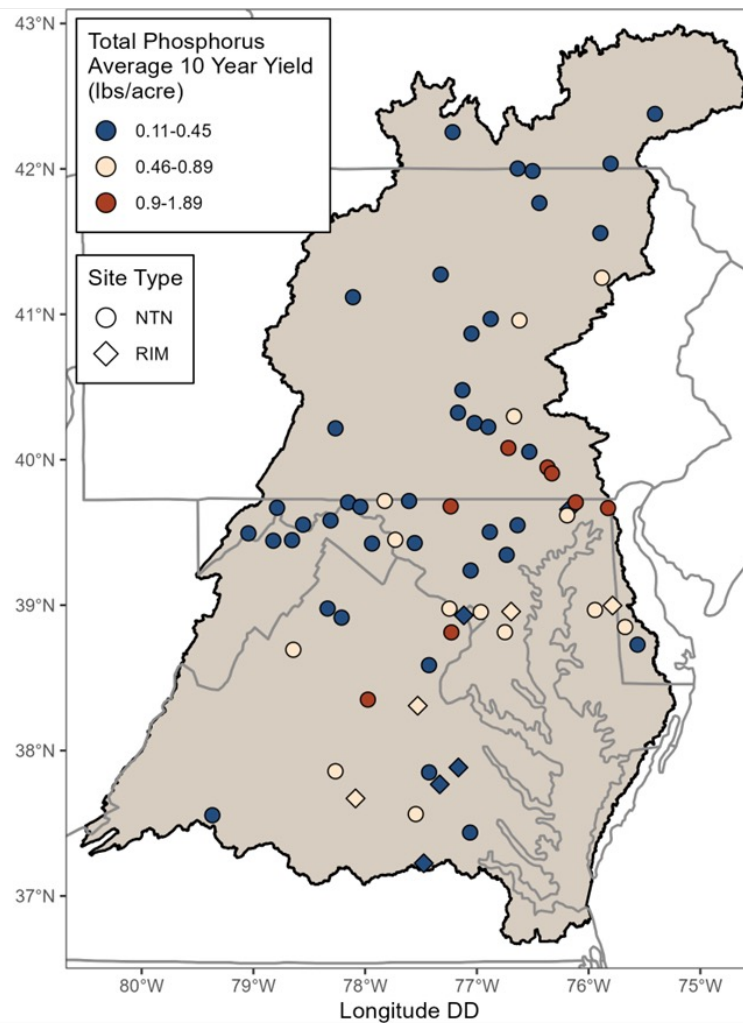 43°N
42°N
41°N
40°N
39°N
38°N
37°N
Total Phosphorus
Average 10 Year Yield
(lbs/acre)
0.11-0.45
0.46-0.89
0.9-1.89
Site Type
NTN
RIM
80°W 79°W 78°W 77°W 76°W 75°W
Longitude DD